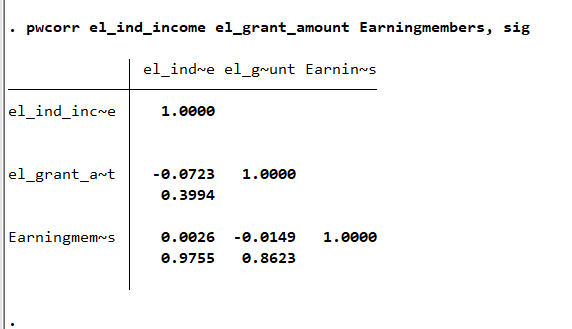 . pwcorr el_ind_income el_grant_amount Earningmembers, sig
el_ind~e el_g~unt Earnin~s
el_ind_inc~e 1.0000
el_grant_a~t -0.0723 1.0000
0.3994
Earningmem~s 0.0026 -0.0149 1.0000
0.9755 0.8623
.